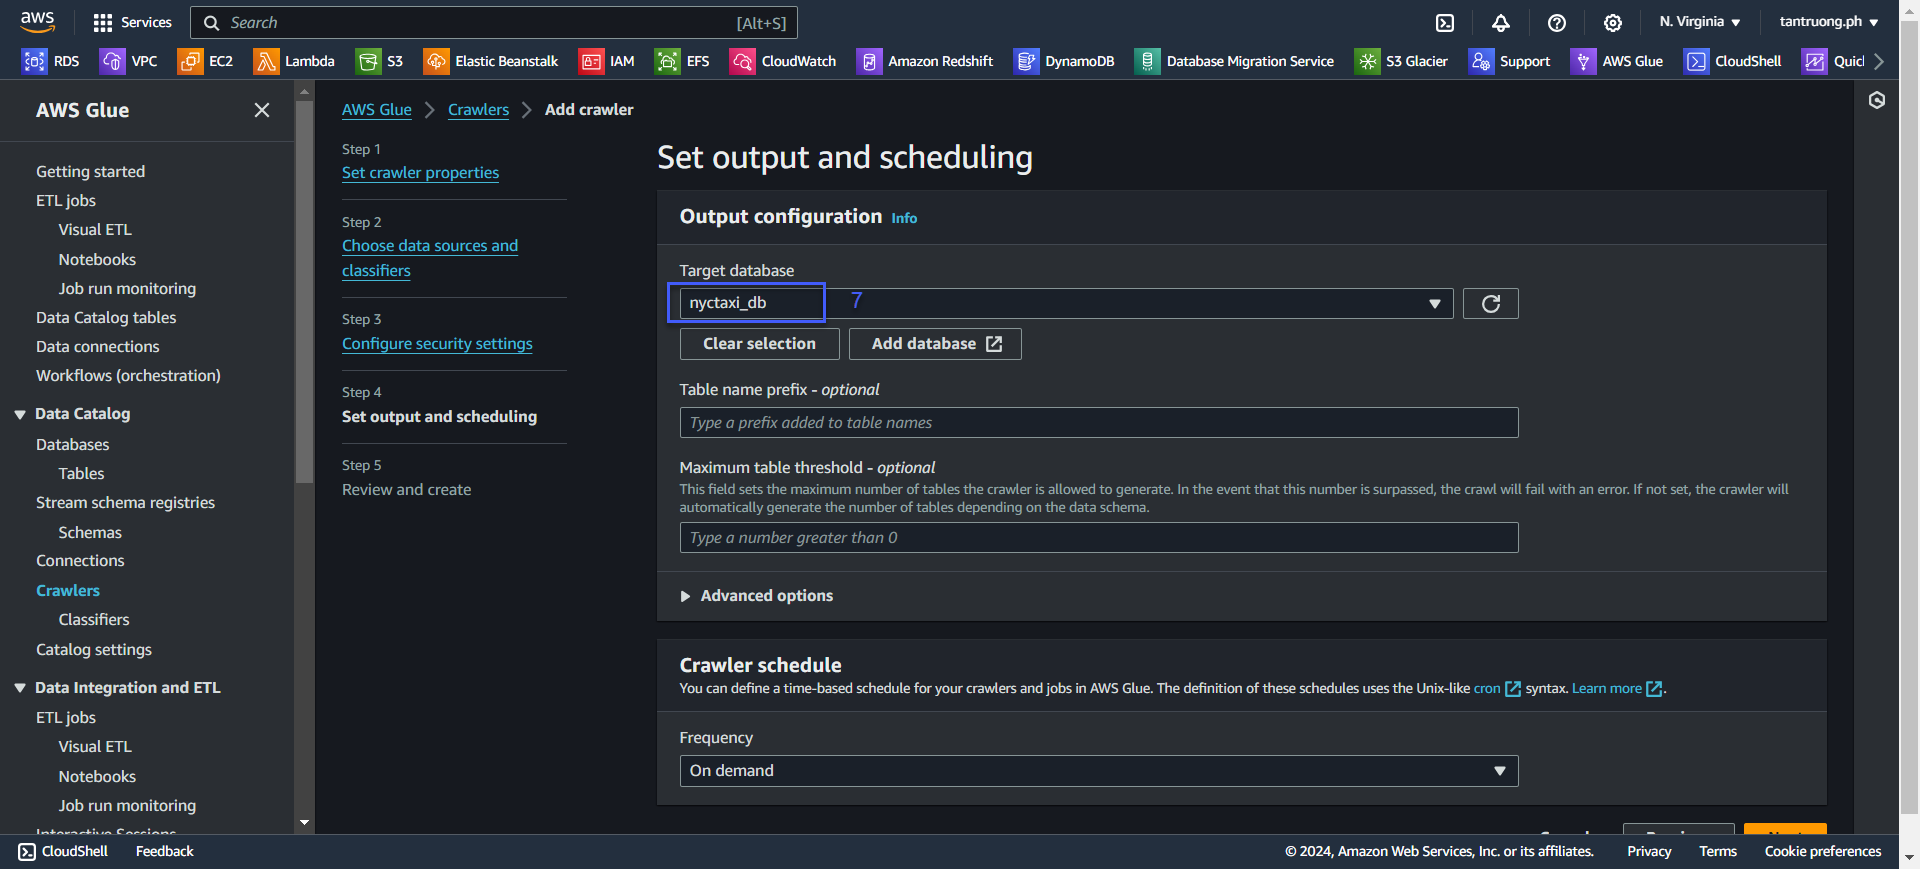 aws
Services
Search
[Alt+S]
N. Virginia
tantruong.ph
RDS
VPC
EC2
Lambda
S3
Elastic Beanstalk
IAM
EFS
CloudWatch
Amazon Redshift
DynamoDB
Database Migration Service
S3 Glacier
Support
AWS Glue
CloudShell
AWS Glue
Getting started
ETL jobs
Visual ETL
Notebooks
Job run monitoring
Data Catalog tables
Data connections
Workflows (orchestration)
Data Catalog
Databases
Tables
Stream schema registries
Schemas
Connections
Crawlers
Classifiers
Catalog settings
Data Integration and ETL
ETL jobs
Visual ETL
Notebooks
Job run monitoring
Interactive Sessions
AWS Glue
Crawlers
Add crawler
Step 1
Set crawler properties
Step 2
Choose data sources and
classifiers
Step 3
Configure security settings
Step 4
Set output and scheduling
Step 5
Review and create
Set output and scheduling
Output configuration Info
Target database
nyctaxi_db
7
Clear selection
Add database
Table name prefix - optional
Type a prefix added to table names
Maximum table threshold - optional
This field sets the maximum number of tables the crawler is allowed to generate. In the event that this number is surpassed, the crawl will fail with an error. If not set, the crawler will
automatically generate the number of tables depending on the data schema.
Type a number greater than 0
Advanced options
Crawler schedule
You can define a time-based schedule for your crawlers and jobs in AWS Glue. The definition of these schedules uses the Unix-like cron syntax. Learn more.
Frequency
On demand
CloudShell
Feedback
© 2024, Amazon Web Services, Inc. or its affiliates.
Privacy
Terms
Cookie preferences